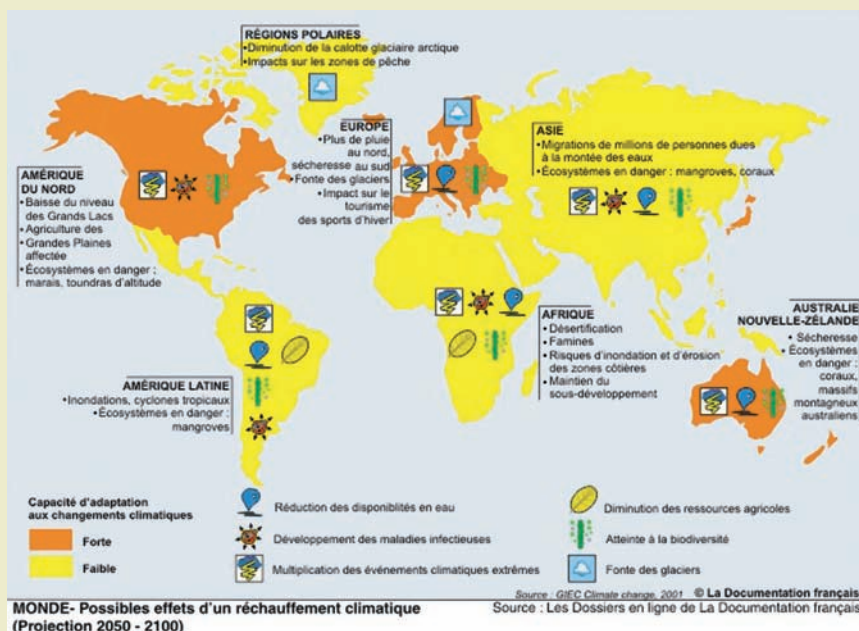 RÉGIONS POLAIRES
•Diminution de la calotte glaciaire arctique
•Impacts sur les zones de pêche
EUROPE
•Plus de pluie
au nord,
sécheresse au sud
•Fonte des glaciers
•Impact sur le
tourisme
des sports d'hiver
ASIE
•Migrations de millions de personnes dues
à la montée des eaux
•Écosystèmes en danger : mangroves, coraux
AMÉRIQUE
DU NORD
•Baisse du niveau
des Grands Lacs
•Agriculture des
•Grandes Plaines
affectée
•Écosystèmes en danger :
marais, toundras d'altitude
AFRIQUE
•Désertification
•Famines
•Risques d'inondation et d'érosion
des zones côtières
•Maintien du
sous-développement
AUSTRALIE
NOUVELLE-ZÉLANDE
•Sécheresse
•Écosystèmes
en danger :
coraux,
massifs
montagneux
australiens
AMÉRIQUE LATINE
•Inondations, cyclones tropicaux
•Écosystèmes en danger :
mangroves
Capacité d'adaptation
aux changements climatiques
Forte
Faible
Réduction des disponiblités en eau
Développement des maladies infectieuses
Multiplication des événements climatiques extrêmes
Diminution des ressources agricoles
Atteinte à la biodiversité
Fonte des glaciers
Source : GIEC Climate change, 2001 © La Documentation français
MONDE- Possibles effets d'un réchauffement climatique
(Projection 2050 - 2100)
Source : Les Dossiers en ligne de La Documentation français